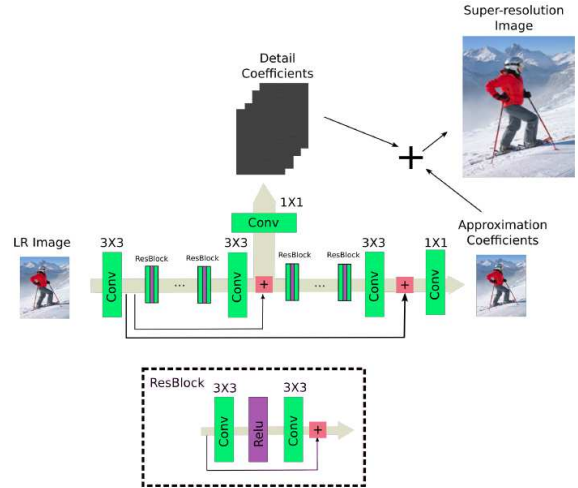 Super-resolution
Image
Detail
Coefficients
+
1X1
Conv
Approximation
Coefficients
LR Image
3X3
ResBlock
ResBlock
3X3
ResBlock
ResBlock
3X3
1X1
Conv
...
Conv
+
...
Conv
+
Conv
ResBlock
3X3
3X3
Conv
Relu
Conv
+